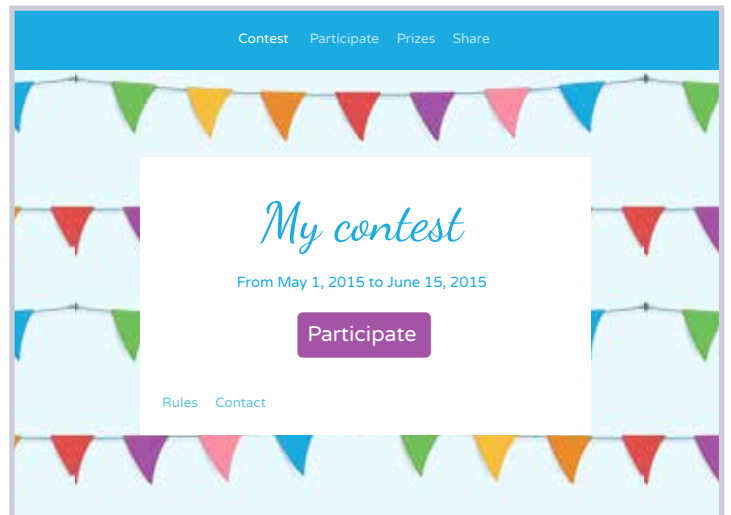 Contest Participate Prizes Share
My contest
From May 1, 2015 to June 15, 2015
Participate
Rules Contact